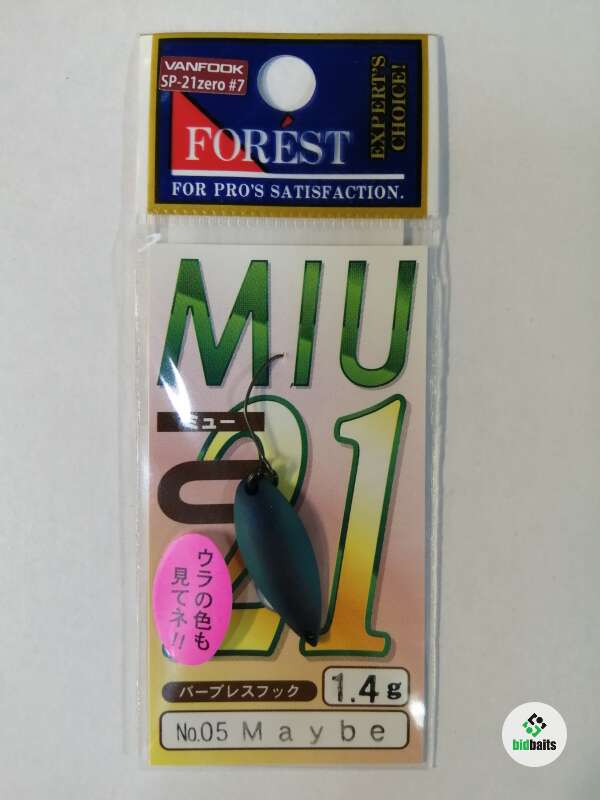 VANFOOK
SP-21zero #7
FORÉST
EXPERT'S
CHOICE!
FOR PRO'S SATISFACTION.
MIU
ミュー
21
ウラの色も
見てネ!!
バーブレスフック
1.4g
No.05 Maybe
bidbaits